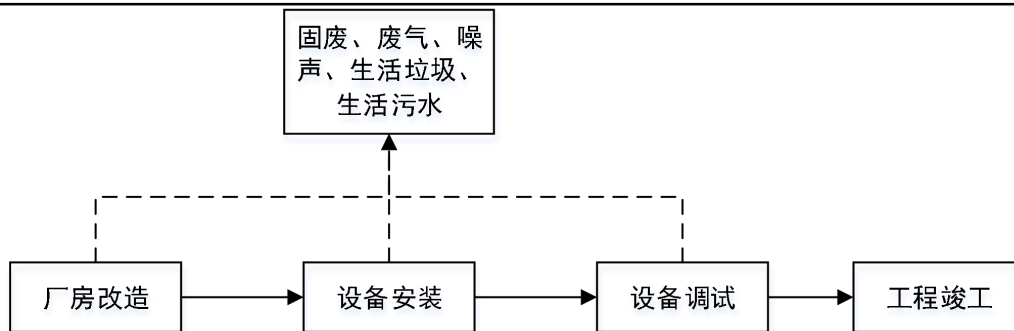 固废、废气、噪
声、生活垃圾、
生活污水
厂房改造
设备安装
设备调试
工程竣工